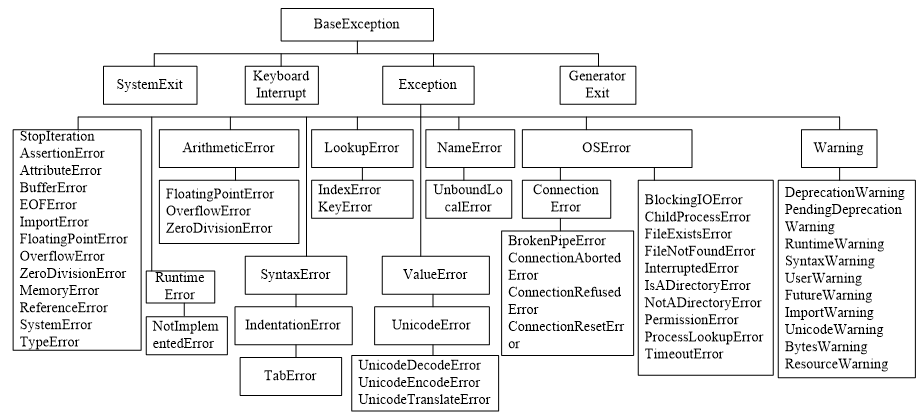 BaseException
SystemExit
Keyboard
Interrupt
Exception
Generator
Exit
StopIteration
AssertionError
AttributeError
BufferError
EOFError
ImportError
FloatingPointError
OverflowError
ZeroDivisionError
MemoryError
ReferenceError
SystemError
TypeError
Runtime
Error
NotImplem
entedError
ArithmeticError
FloatingPointError
OverflowError
ZeroDivisionError
SyntaxError
IndentationError
TabError
LookupError
IndexError
KeyError
ValueError
UnicodeError
UnicodeDecodeError
UnicodeEncodeError
UnicodeTranslateError
NameError
UnboundLo
calError
OSError
Connection
Error
BrokenPipeError
ConnectionAborted
Error
ConnectionRefused
Error
ConnectionResetErr
or
BlockingIOError
ChildProcessError
FileExistsError
FileNotFoundError
InterruptedError
IsADirectoryError
NotADirectoryError
PermissionError
ProcessLookupError
TimeoutError
Warning
DeprecationWarning
PendingDeprecation
Warning
RuntimeWarning
SyntaxWarning
UserWarning
FutureWarning
ImportWarning
UnicodeWarning
BytesWarning
ResourceWarning